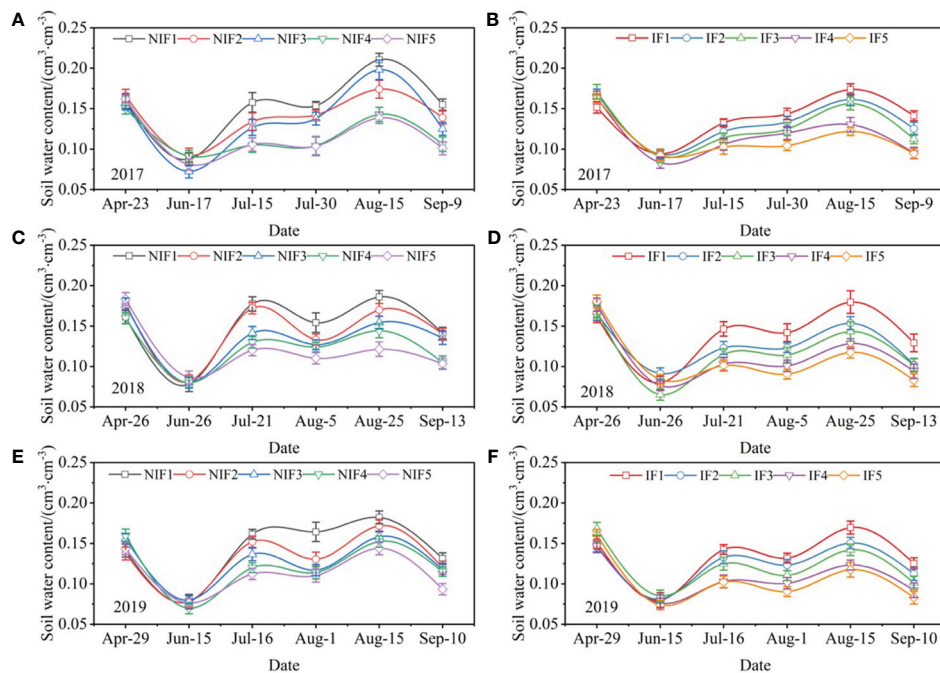 A
Soil water content/(cm³·cm⁻³)
0.25
0.20
0.15
0.10
0.05
NIF1 NIF2 NIF3 NIF4 NIF5
2017
Apr-23 Jun-17 Jul-15 Jul-30 Aug-15 Sep-9
Date
B
Soil water content/(cm³·cm⁻³)
0.25
0.20
0.15
0.10
0.05
IF1 IF2 IF3 IF4 IF5
2017
Apr-23 Jun-17 Jul-15 Jul-30 Aug-15 Sep-9
Date
C
Soil water content/(cm³·cm⁻³)
0.25
0.20
0.15
0.10
0.05
NIF1 NIF2 NIF3 NIF4 NIF5
2018
Apr-26 Jun-26 Jul-21 Aug-5 Aug-25 Sep-13
Date
D
Soil water content/(cm³·cm⁻³)
0.25
0.20
0.15
0.10
0.05
IF1 IF2 IF3 IF4 IF5
2018
Apr-26 Jun-26 Jul-21 Aug-5 Aug-25 Sep-13
Date
E
Soil water content/(cm³·cm⁻³)
0.25
0.20
0.15
0.10
0.05
NIF1 NIF2 NIF3 NIF4 NIF5
2019
Apr-29 Jun-15 Jul-16 Aug-1 Aug-15 Sep-10
Date
F
Soil water content/(cm³·cm⁻³)
0.25
0.20
0.15
0.10
0.05
IF1 IF2 IF3 IF4 IF5
2019
Apr-29 Jun-15 Jul-16 Aug-1 Aug-15 Sep-10
Date